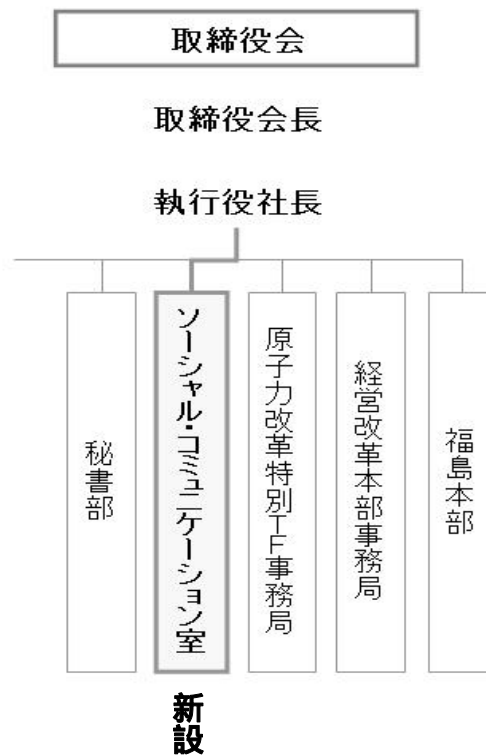 取締役会
取締役会長
執行役社長
秘書部
ソーシャル・コミュニケーション室
原子力改革特別TF事務局
経営改革本部事務局
福島本部
新設